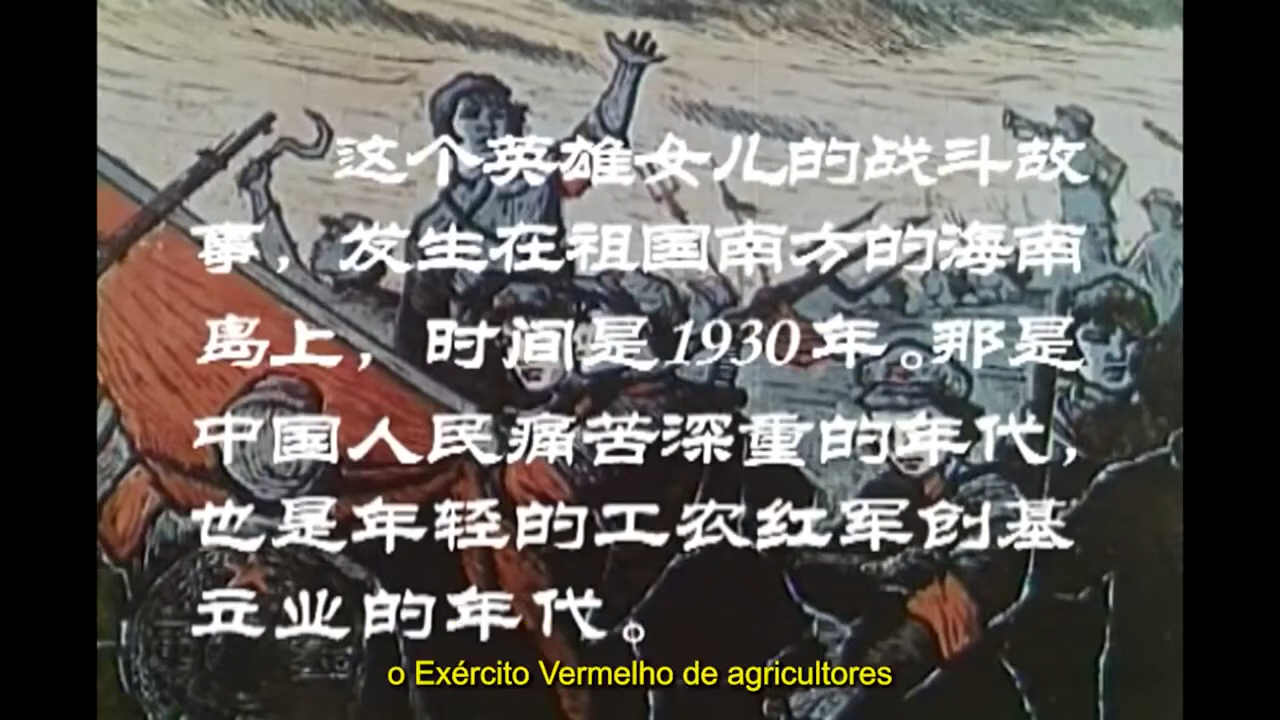 这个英雄女儿的战斗故
事，发生在祖国南方的海南
岛上，时间是1930年。那是
中国人民痛苦深重的年代，
也是年轻的工农红军创基
立业的年代。
o Exército Vermelho de agricultores